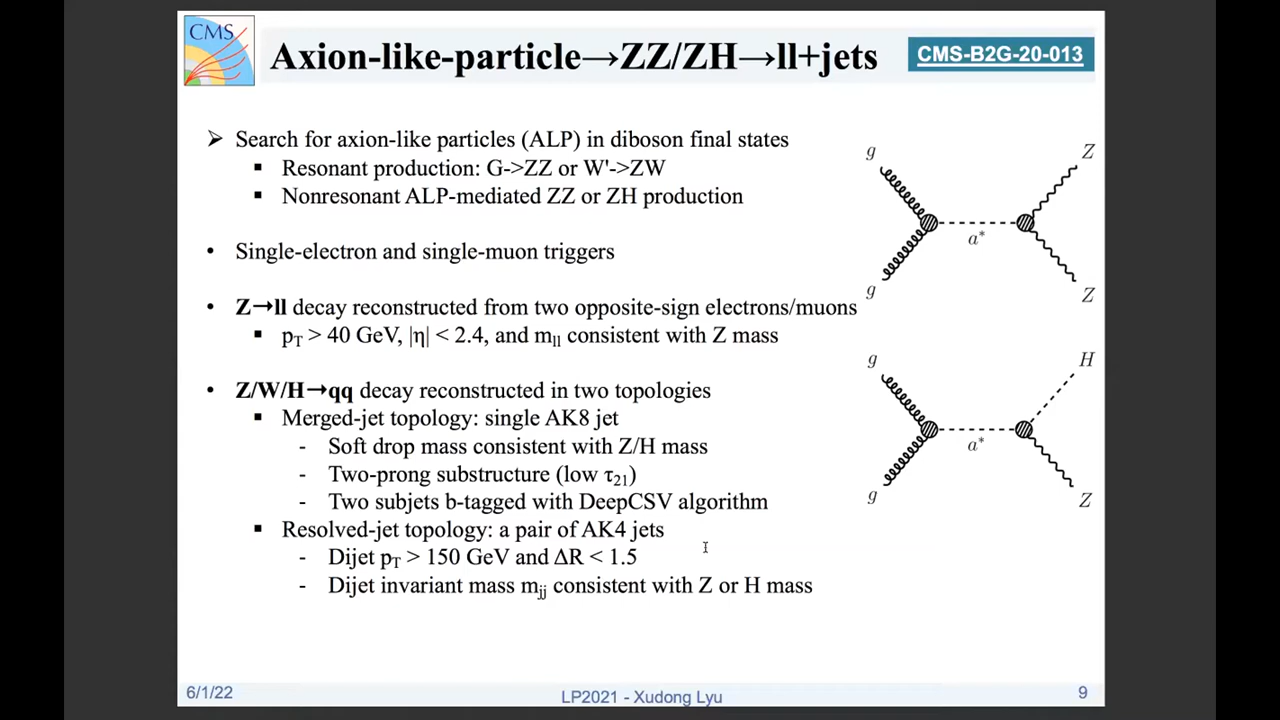 CMS
Axion-like-particle→ZZ/ZH→ll+jets
CMS-B2G-20-013
➢ Search for axion-like particles (ALP) in diboson final states
▪ Resonant production: G->ZZ or W'->ZW
▪ Nonresonant ALP-mediated ZZ or ZH production
• Single-electron and single-muon triggers
• Z→ll decay reconstructed from two opposite-sign electrons/muons
▪ pT > 40 GeV, |η| < 2.4, and mll consistent with Z mass
• Z/W/H→qq decay reconstructed in two topologies
▪ Merged-jet topology: single AK8 jet
- Soft drop mass consistent with Z/H mass
- Two-prong substructure (low τ21)
- Two subjets b-tagged with DeepCSV algorithm
▪ Resolved-jet topology: a pair of AK4 jets
- Dijet pT > 150 GeV and ΔR < 1.5
- Dijet invariant mass mjj consistent with Z or H mass
g
Z
a*
g
Z
g
H
a*
g
Z
6/1/22
LP2021 - Xudong Lyu
9